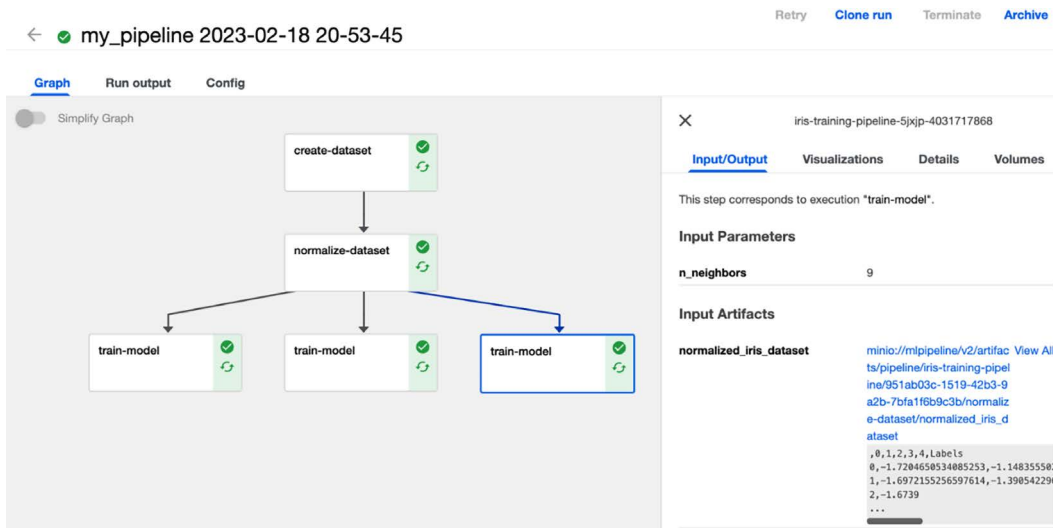 Retry Clone run Terminate Archive
my_pipeline 2023-02-18 20-53-45
Graph Run output Config
Simplify Graph
create-dataset
normalize-dataset
train-model train-model train-model
iris-training-pipeline-5jxjp-4031717868
Input/Output Visualizations Details Volumes
This step corresponds to execution "train-model".
Input Parameters
n_neighbors 9
Input Artifacts
normalized_iris_dataset minio://mlpipeline/v2/artifac View All
ts/pipeline/iris-training-pipel
ine/951ab03c-1519-42b3-9
a2b-7bfa1f6b9c3b/normaliz
e-dataset/normalized_iris_d
ataset
,0,1,2,3,4,Labels
0,-1.7204650534085253,-1.148355503
1,-1.6972155256597614,-1.390542296
2,-1.6739
...